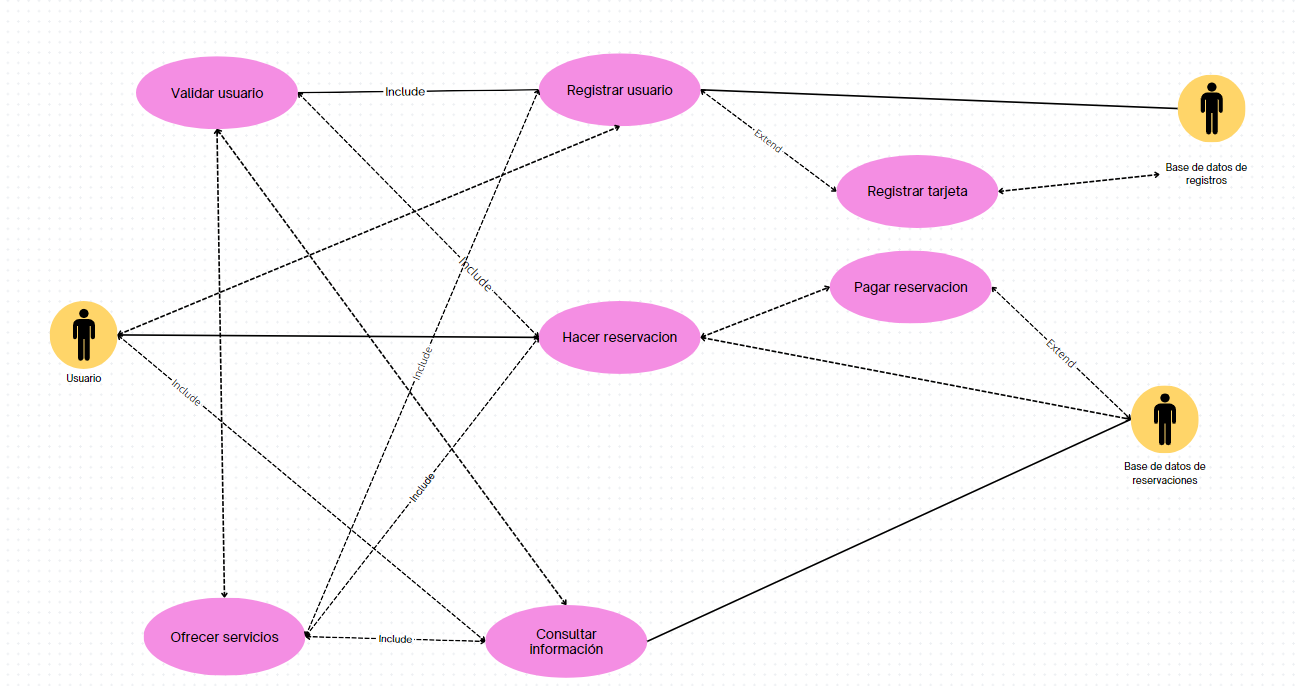 Validar usuario
Include
Registrar usuario
Extend
Base de datos de
registros
Registrar tarjeta
Include
Pagar reservacion
Hacer reservacion
Include
Extend
Usuario
Include
Base de datos de
reservaciones
Include
Ofrecer servicios
Include
Consultar
información